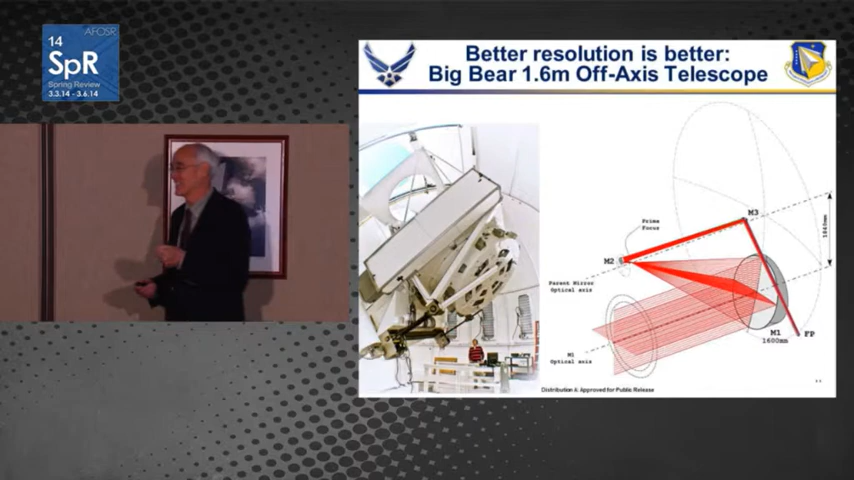 AFOSR
14
SpR
Spring Review
3.3.14 - 3.6.14
Better resolution is better:
Big Bear 1.6m Off-Axis Telescope
M3
Prime
Focus
1840mm
M2
Parent Mirror
Optical axis
M1
1600mm
FP
M1
Optical axis
Distribution A: Approved for Public Release